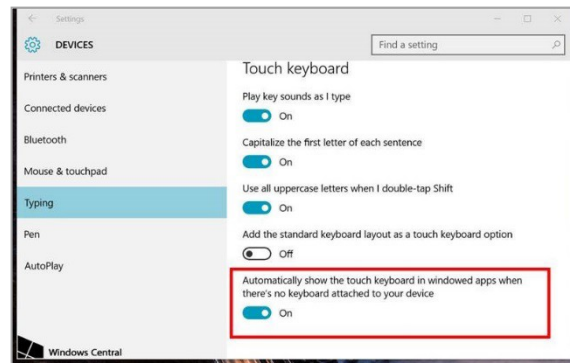 Settings
DEVICES
Find a setting
Printers & scanners
Connected devices
Bluetooth
Mouse & touchpad
Typing
Pen
AutoPlay
Touch keyboard
Play key sounds as I type
On
Capitalize the first letter of each sentence
On
Use all uppercase letters when I double-tap Shift
On
Add the standard keyboard layout as a touch keyboard option
Off
Automatically show the touch keyboard in windowed apps when
there's no keyboard attached to your device
On
Windows Central